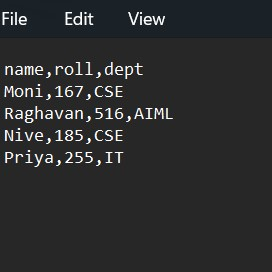 File Edit View
name,roll,dept
Moni,167,CSE
Raghavan,516,AIML
Nive,185,CSE
Priya,255,IT